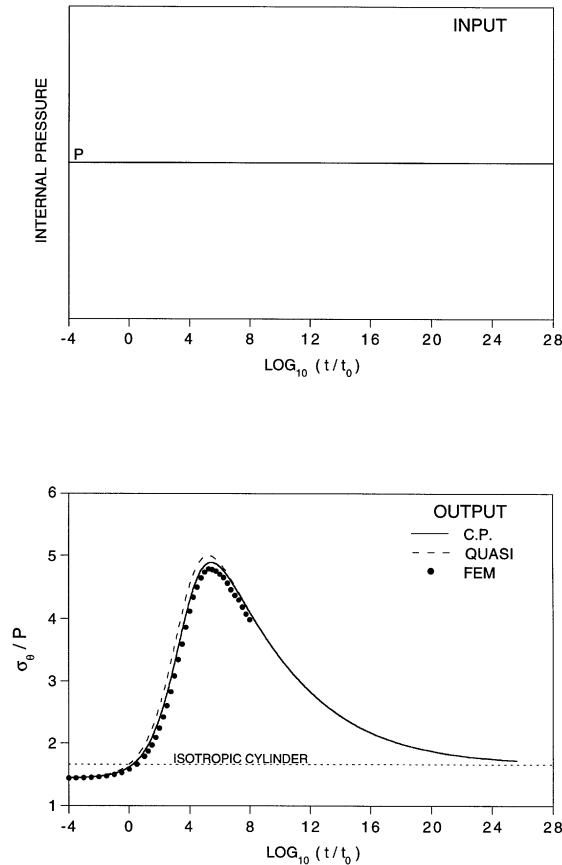 INPUT
INTERNAL PRESSURE
P
-4 0 4 8 12 16 20 24 28
LOG10 (t/t0)
6
5
4
3
2
1
σθ / P
OUTPUT
C.P.
QUASI
FEM
ISOTROPIC CYLINDER
-4 0 4 8 12 16 20 24 28
LOG10 (t/t0)